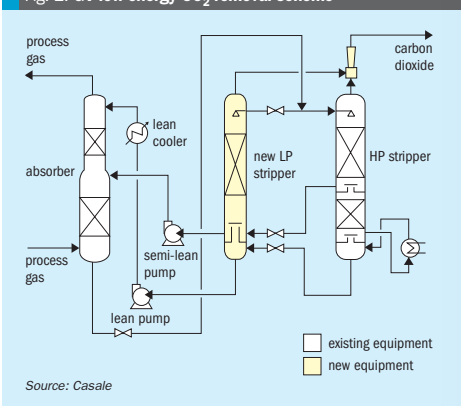 process
gas
carbon
dioxide
lean
cooler
absorber
new LP
stripper
HP stripper
process
gas
semi-lean
pump
lean pump
existing equipment
new equipment
Source: Casale